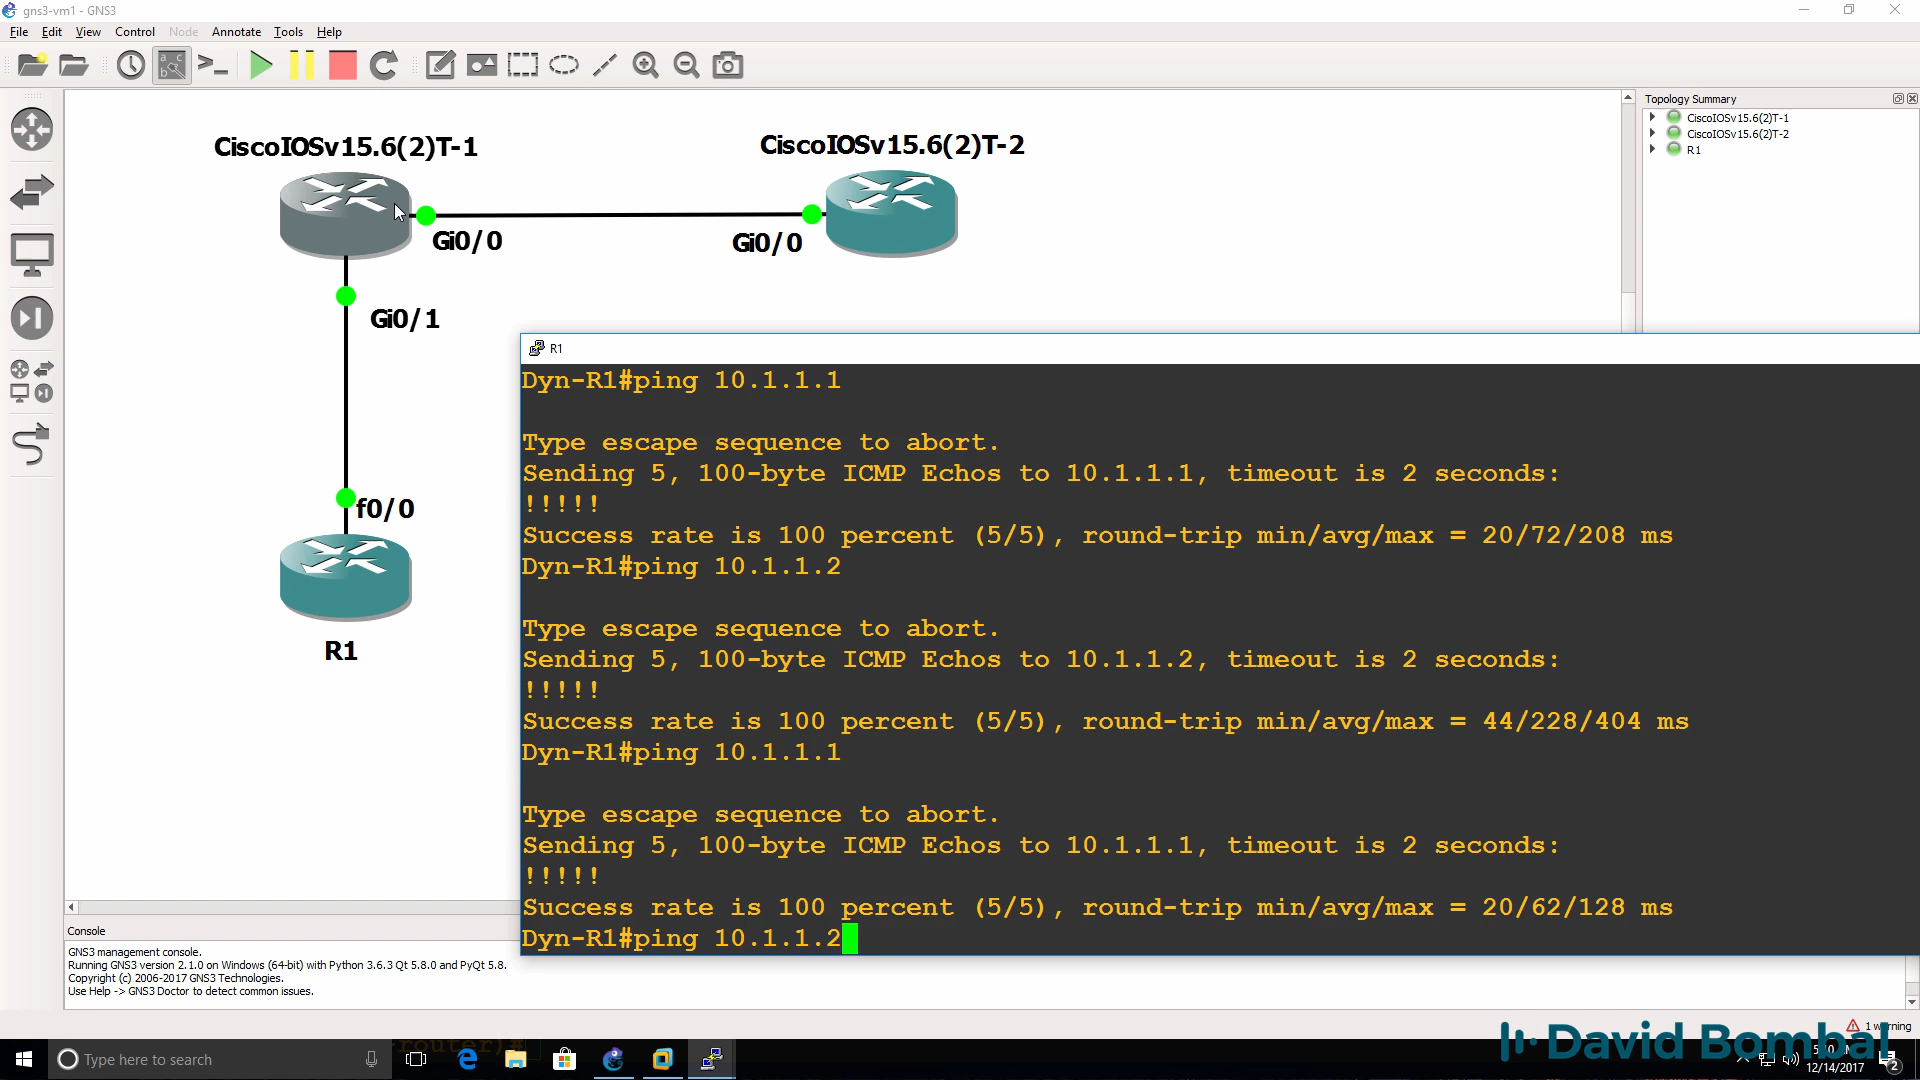 gns3-vm1 - GNS3
File Edit View Control Node Annotate Tools Help
CiscoIOSv15.6(2)T-1
CiscoIOSv15.6(2)T-2
Gi0/0
Gi0/0
Gi0/1
f0/0
R1
Topology Summary
CiscoIOSv15.6(2)T-1
CiscoIOSv15.6(2)T-2
R1
R1
Dyn-R1#ping 10.1.1.1
Type escape sequence to abort.
Sending 5, 100-byte ICMP Echos to 10.1.1.1, timeout is 2 seconds:
!!!!!
Success rate is 100 percent (5/5), round-trip min/avg/max = 20/72/208 ms
Dyn-R1#ping 10.1.1.2
Type escape sequence to abort.
Sending 5, 100-byte ICMP Echos to 10.1.1.2, timeout is 2 seconds:
!!!!!
Success rate is 100 percent (5/5), round-trip min/avg/max = 44/228/404 ms
Dyn-R1#ping 10.1.1.1
Type escape sequence to abort.
Sending 5, 100-byte ICMP Echos to 10.1.1.1, timeout is 2 seconds:
!!!!!
Success rate is 100 percent (5/5), round-trip min/avg/max = 20/62/128 ms
Dyn-R1#ping 10.1.1.2
Console
GNS3 management console.
Running GNS3 version 2.1.0 on Windows (64-bit) with Python 3.6.3 Qt 5.8.0 and PyQt 5.8.
Copyright (c) 2006-2017 GNS3 Technologies.
Use Help -> GNS3 Doctor to detect common issues.
1 warning
David Bombal
Type here to search
12/14/2017
2